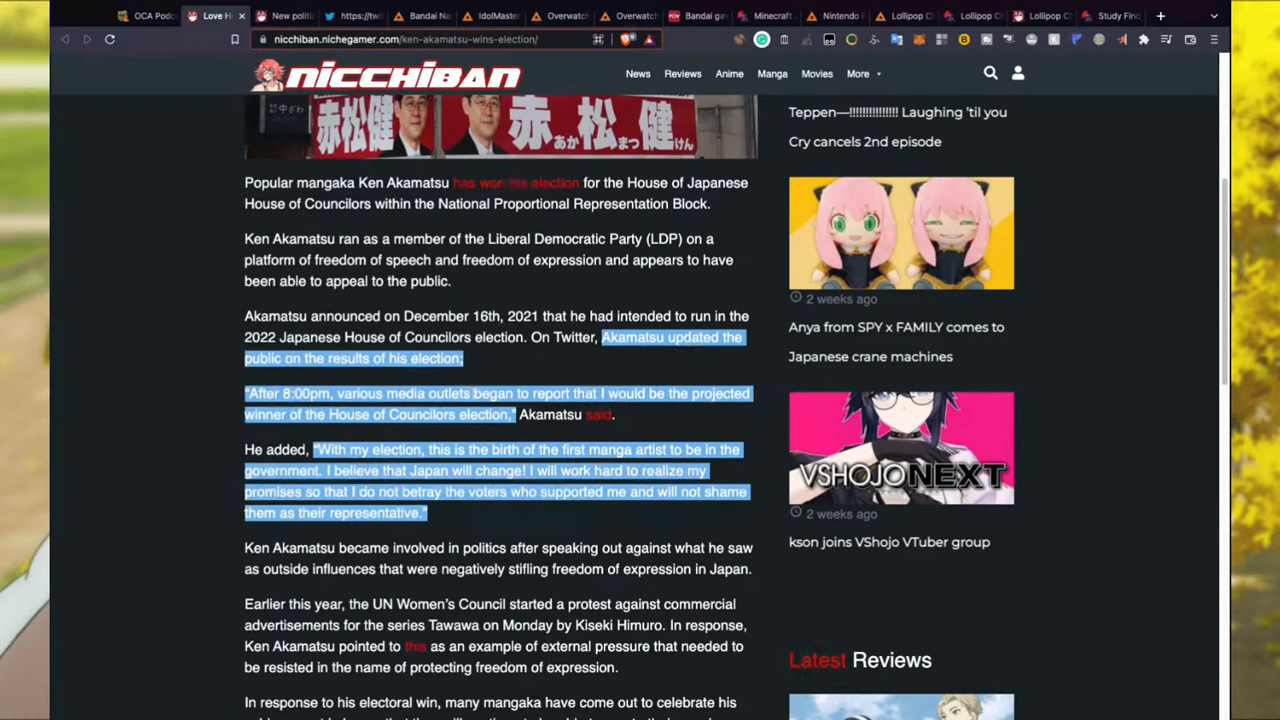 OCA Podc
Love H
New politi
https://twi
Bandai Na
IdolMaster
Overwatch
Overwatch
Bandai ga
Minecraft
Nintendo
Lollipop C
Lollipop C
Lollipop C
Study Find
nicchiban.nichegamer.com/ken-akamatsu-wins-election/
NICCHIBAN
News
Reviews
Anime
Manga
Movies
More
赤松健
赤松健
あか まつ けん
Popular mangaka Ken Akamatsu has won his election for the House of Japanese
House of Councilors within the National Proportional Representation Block.
Ken Akamatsu ran as a member of the Liberal Democratic Party (LDP) on a
platform of freedom of speech and freedom of expression and appears to have
been able to appeal to the public.
Akamatsu announced on December 16th, 2021 that he had intended to run in the
2022 Japanese House of Councilors election. On Twitter, Akamatsu updated the
public on the results of his election;
“After 8:00pm, various media outlets began to report that I would be the projected
winner of the House of Councilors election,” Akamatsu said.
He added, “With my election, this is the birth of the first manga artist to be in the
government. I believe that Japan will change! I will work hard to realize my
promises so that I do not betray the voters who supported me and will not shame
them as their representative.”
Ken Akamatsu became involved in politics after speaking out against what he saw
as outside influences that were negatively stifling freedom of expression in Japan.
Earlier this year, the UN Women’s Council started a protest against commercial
advertisements for the series Tawawa on Monday by Kiseki Himuro. In response,
Ken Akamatsu pointed to this as an example of external pressure that needed to
be resisted in the name of protecting freedom of expression.
In response to his electoral win, many mangaka have come out to celebrate his
Teppen—!!!!!!!!!!!!!!! Laughing 'til you
Cry cancels 2nd episode
2 weeks ago
Anya from SPY x FAMILY comes to
Japanese crane machines
VSHOJO NEXT
2 weeks ago
kson joins VShojo VTuber group
Latest Reviews